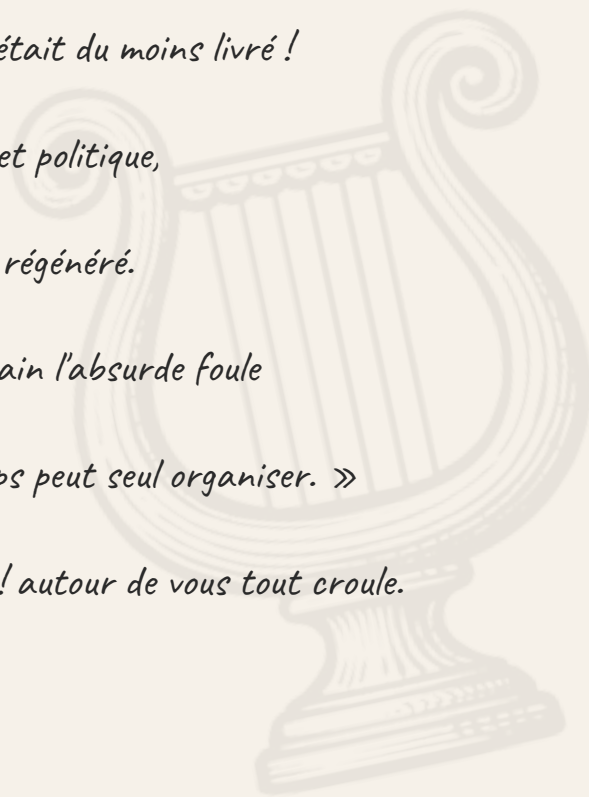 était du moins livré !
et politique,
régénéré.
ain l'absurde foule
ps peut seul organiser. »
! autour de vous tout croule.